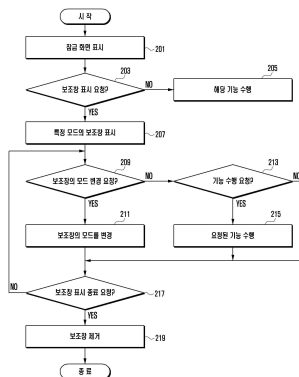 시 작
잠금 화면 표시
201
203
보조창 표시 요청?
NO
205
해당 기능 수행
YES
특정 모드의 보조창 표시
207
209
보조창의 모드 변경 요청?
NO
213
기능 수행 요청?
NO
YES
211
보조창의 모드를 변경
YES
215
요청된 기능 수행
NO
보조창 표시 종료 요청?
217
YES
보조창 제거
219
종 료